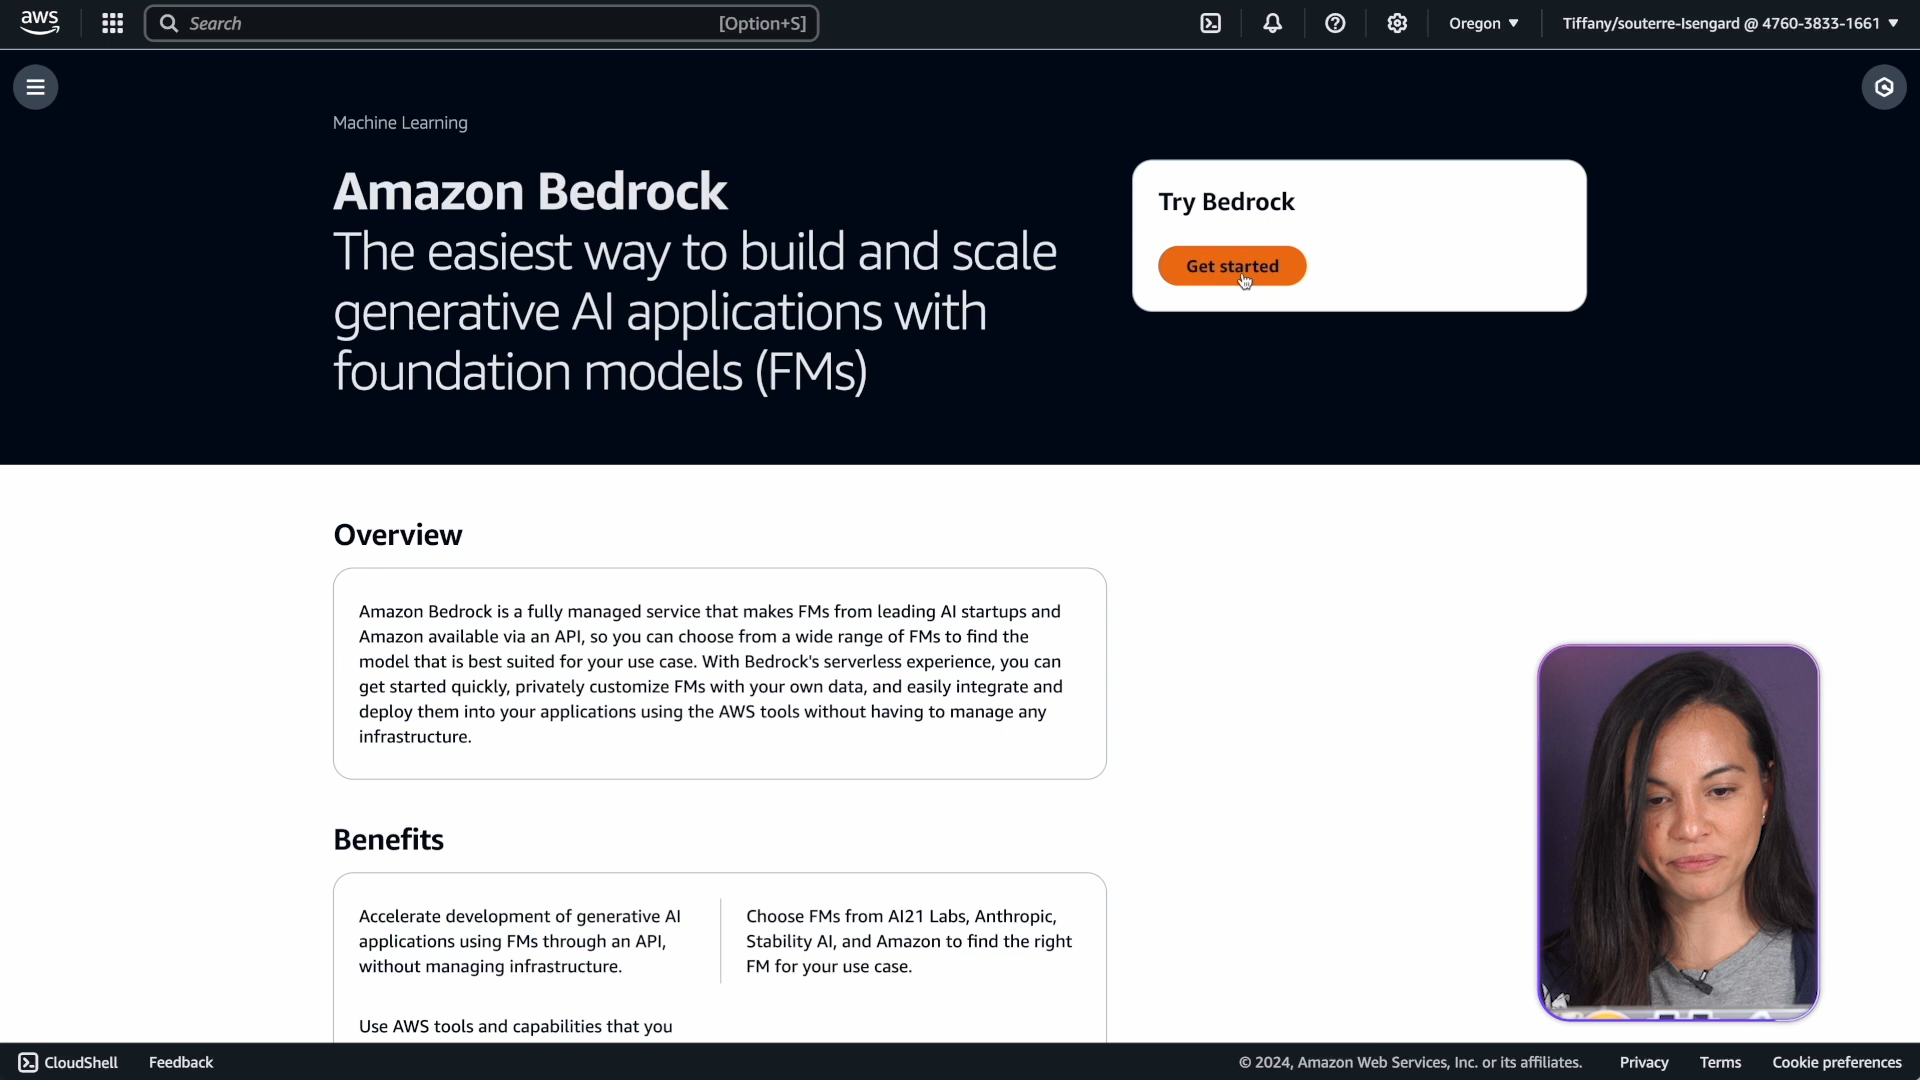 aws
Search
[Option+S]
Oregon
Tiffany/souterre-Isengard @ 4760-3833-1661
Machine Learning
Amazon Bedrock
The easiest way to build and scale
generative AI applications with
foundation models (FMs)
Try Bedrock
Get started
Overview
Amazon Bedrock is a fully managed service that makes FMs from leading AI startups and
Amazon available via an API, so you can choose from a wide range of FMs to find the
model that is best suited for your use case. With Bedrock's serverless experience, you can
get started quickly, privately customize FMs with your own data, and easily integrate and
deploy them into your applications using the AWS tools without having to manage any
infrastructure.
Benefits
Accelerate development of generative AI
applications using FMs through an API,
without managing infrastructure.
Choose FMs from AI21 Labs, Anthropic,
Stability AI, and Amazon to find the right
FM for your use case.
Use AWS tools and capabilities that you
CloudShell
Feedback
© 2024, Amazon Web Services, Inc. or its affiliates.
Privacy
Terms
Cookie preferences